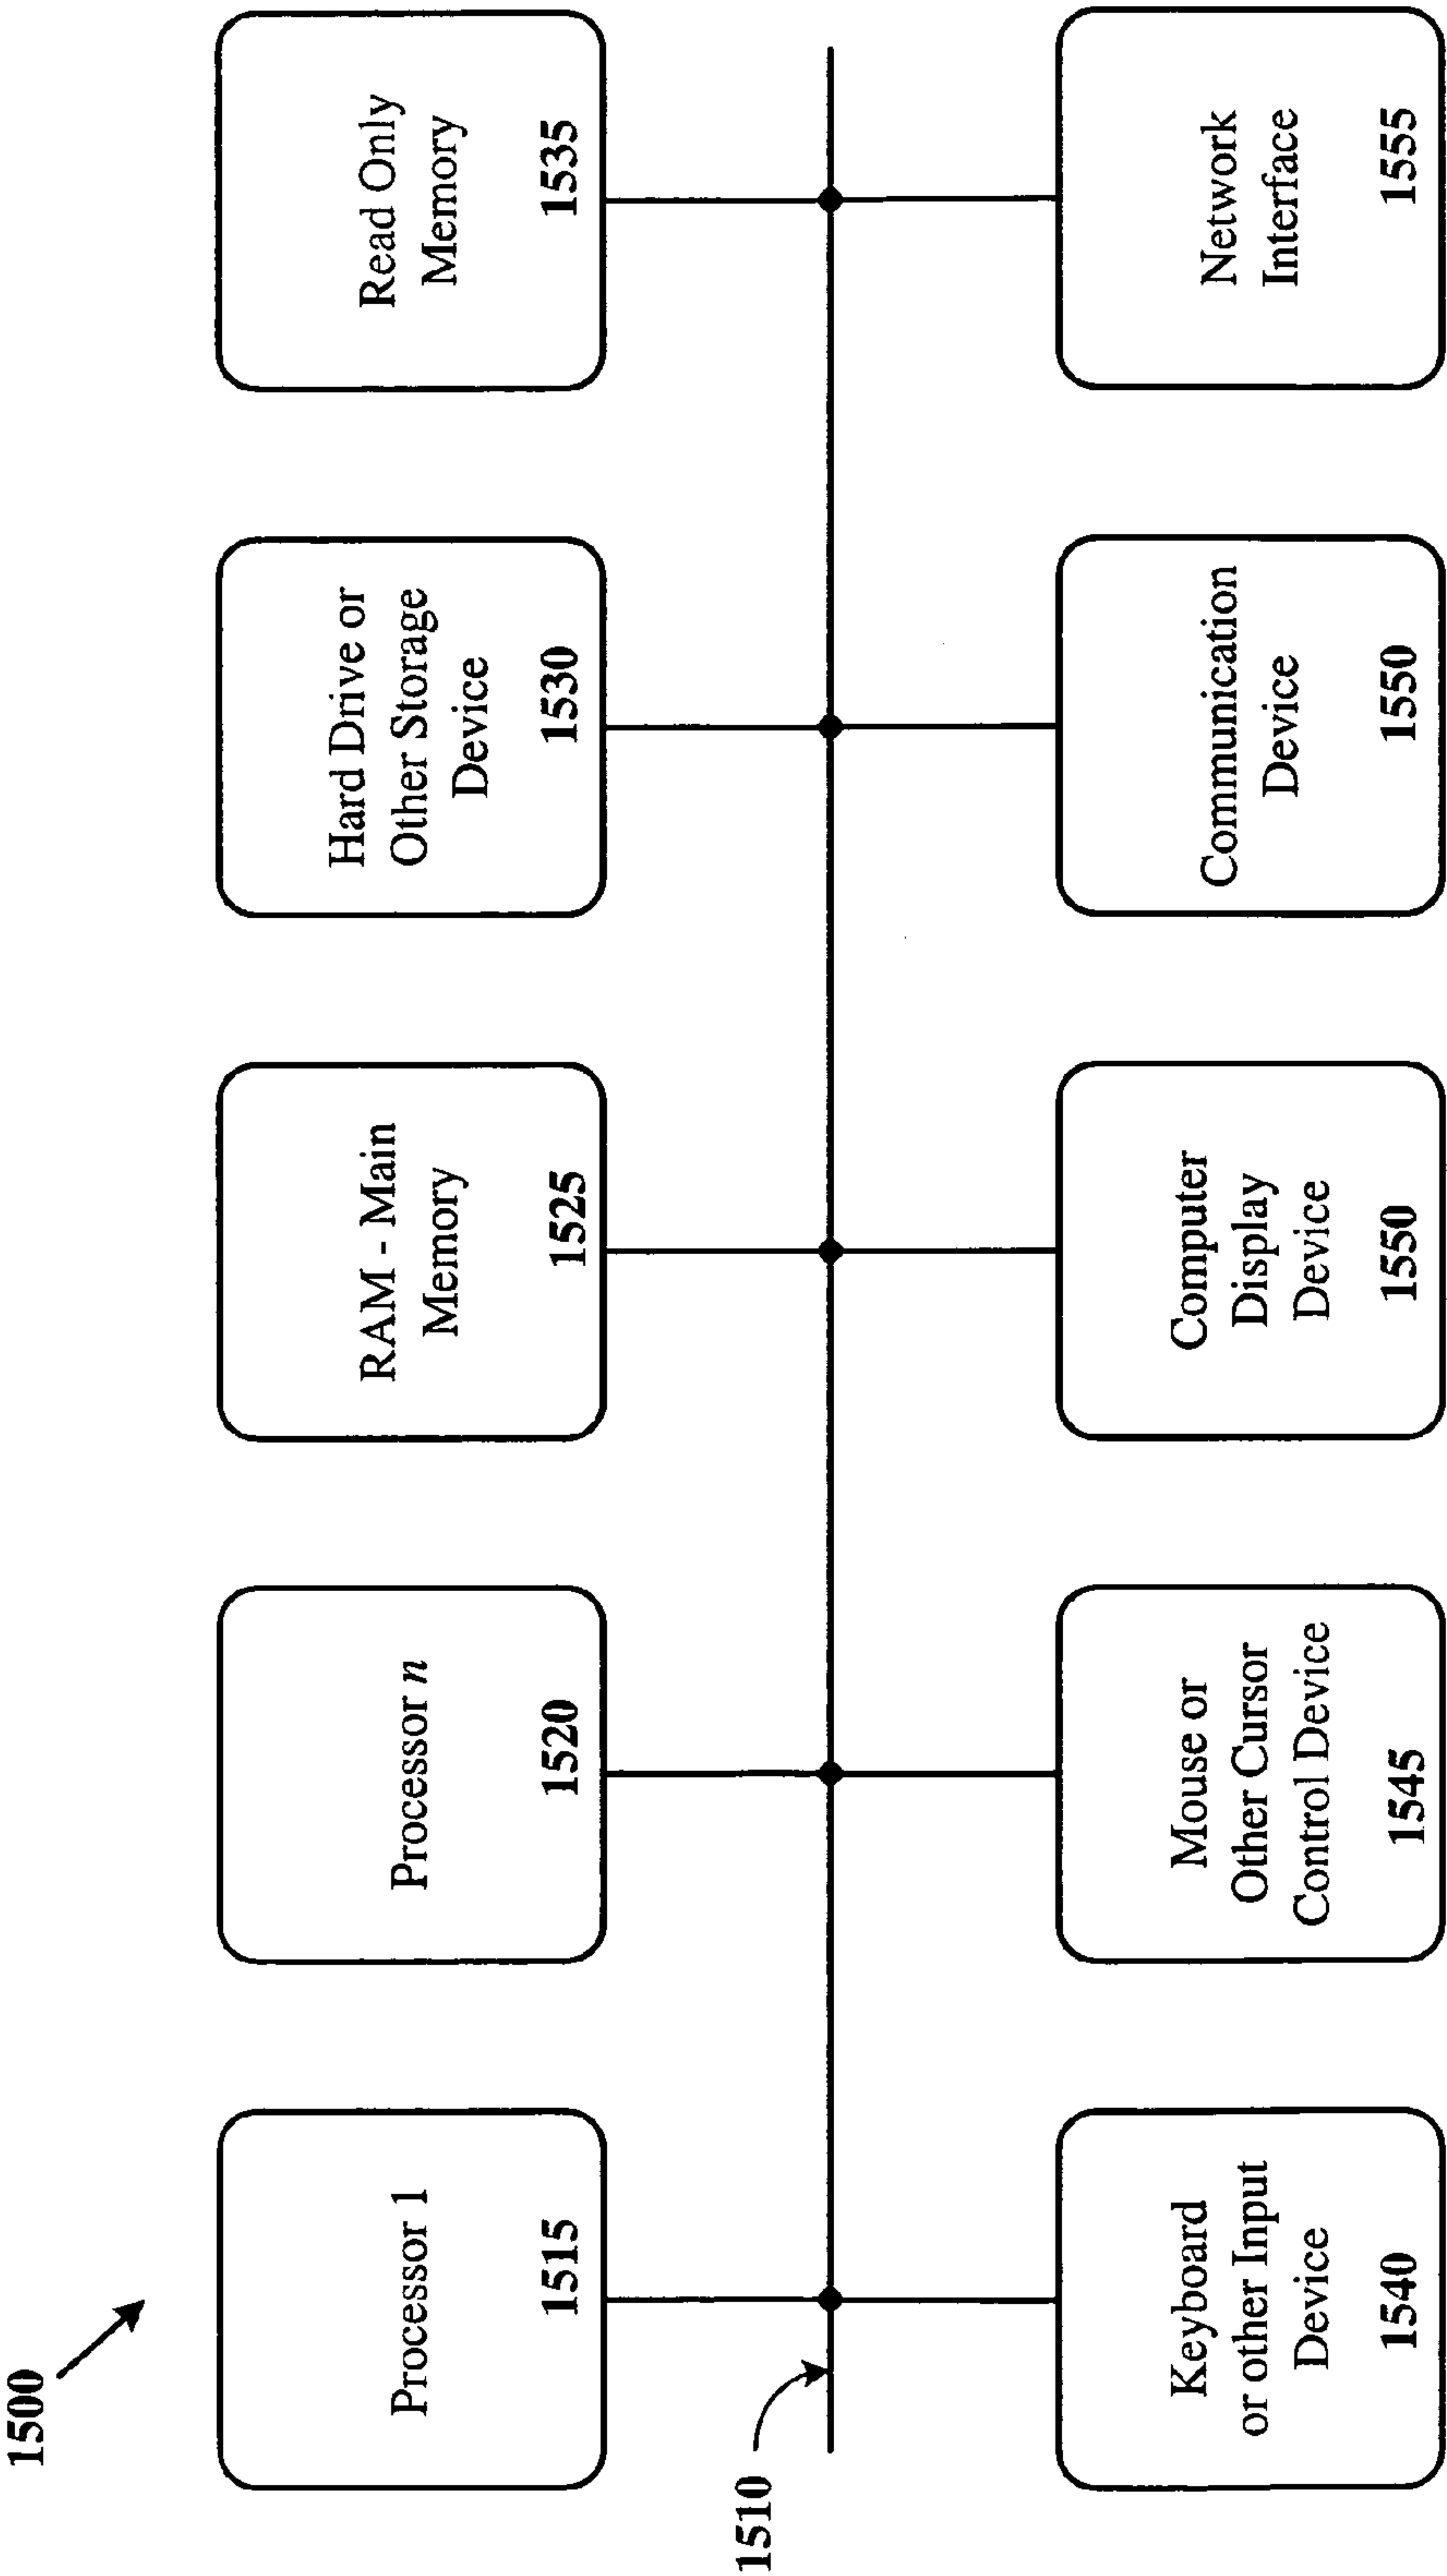 1500
Processor 1
1515
Processor n
1520
RAM - Main
Memory
1525
Hard Drive or
Other Storage
Device
1530
Read Only
Memory
1535
1510
Keyboard
or other Input
Device
1540
Mouse or
Other Cursor
Control Device
1545
Computer
Display
Device
1550
Communication
Device
1550
Network
Interface
1555